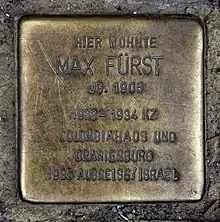 HIER WOHNTE
MAX FÜRST
JG. 1905
1933 - 1934 KZ
COLUMBIAHAUS UND
ORANIENBURG
1935 AUSREISE/ISRAEL